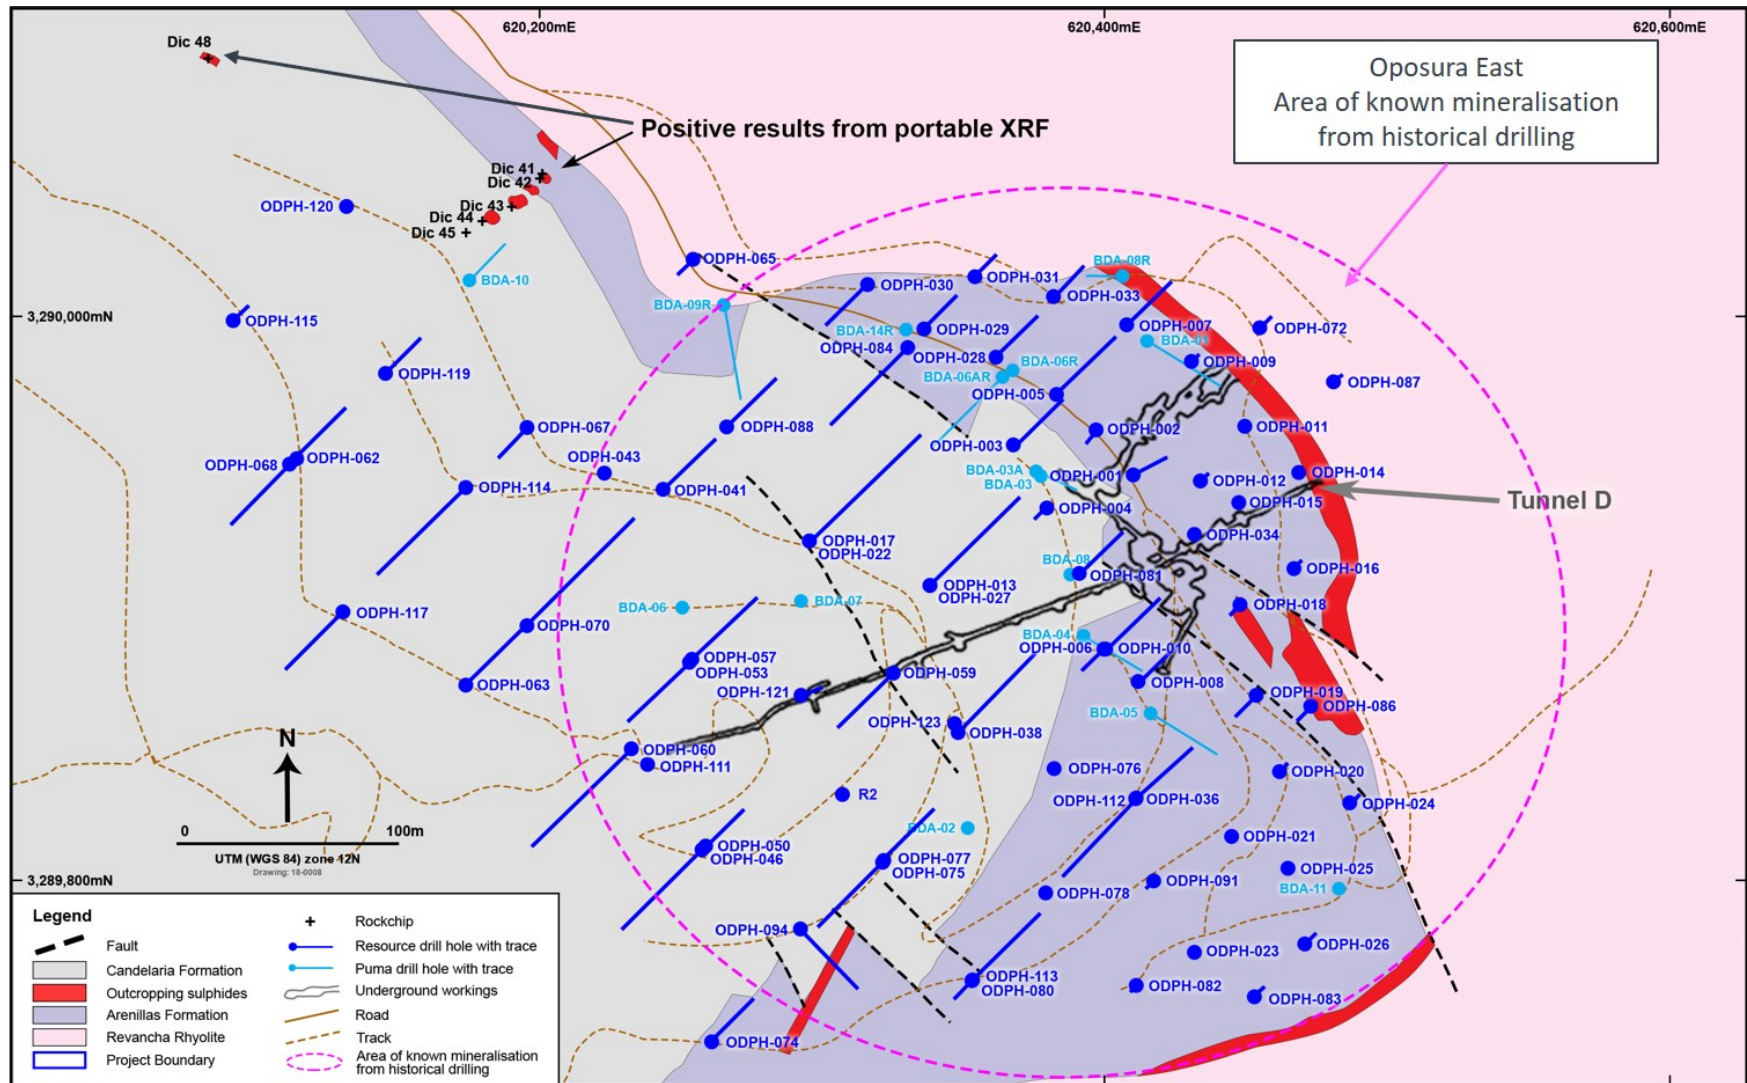 620,200mE
620,400mE
620,600mE
Dic 48
Oposura East
Area of known mineralisation
from historical drilling
Positive results from portable XRF
Dic 41
Dic 42
Dic 43
Dic 44
Dic 45
ODPH-120
BDA-10
ODPH-065
ODPH-031
BDA-08R
ODPH-030
ODPH-033
BDA-09R
3,290,000mN
ODPH-115
BDA-14R
ODPH-029
ODPH-007
ODPH-072
ODPH-084
ODPH-028
BDA-01
BDA-06R
ODPH-009
ODPH-119
BDA-06AR
ODPH-005
ODPH-087
ODPH-067
ODPH-088
ODPH-002
ODPH-011
ODPH-003
ODPH-043
ODPH-068
ODPH-062
BDA-03A
BDA-03
ODPH-001
ODPH-012
ODPH-014
ODPH-114
ODPH-041
ODPH-004
ODPH-015
Tunnel D
ODPH-017
ODPH-022
ODPH-034
BDA-08
ODPH-081
ODPH-016
ODPH-013
ODPH-027
ODPH-117
BDA-06
BDA-07
ODPH-018
ODPH-070
BDA-04
ODPH-006
ODPH-010
ODPH-057
ODPH-053
ODPH-059
ODPH-063
ODPH-121
ODPH-008
ODPH-019
ODPH-086
BDA-05
ODPH-123
ODPH-038
N
ODPH-060
ODPH-111
ODPH-076
ODPH-020
R2
ODPH-112
ODPH-036
ODPH-024
0
100m
BDA-02
ODPH-021
ODPH-050
ODPH-046
UTM (WGS 84) zone 12N
Drawing: 18-0008
ODPH-077
ODPH-075
ODPH-025
3,289,800mN
ODPH-078
ODPH-091
BDA-11
ODPH-094
ODPH-023
ODPH-026
ODPH-113
ODPH-080
ODPH-082
ODPH-083
ODPH-074
Legend
Fault
Candelaria Formation
Outcropping sulphides
Arenillas Formation
Revancha Rhyolite
Project Boundary
Rockchip
Resource drill hole with trace
Puma drill hole with trace
Underground workings
Road
Track
Area of known mineralisation
from historical drilling